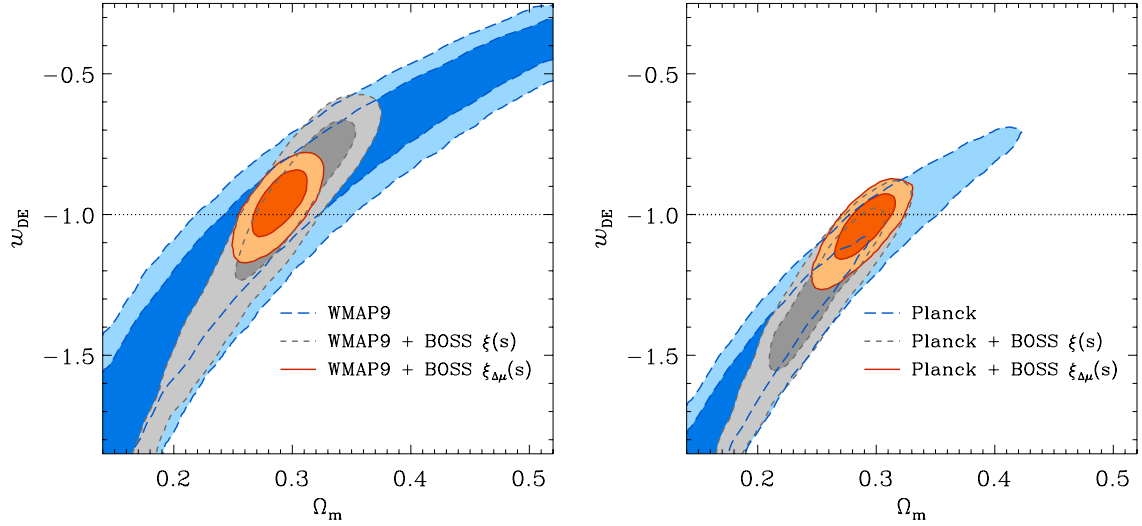 −0.5
−1.0
−1.5
w_DE
0.2
0.3
0.4
0.5
Ω_m
WMAP9
WMAP9 + BOSS ξ(s)
WMAP9 + BOSS ξ_Δμ(s)
−0.5
−1.0
−1.5
w_DE
0.2
0.3
0.4
0.5
Ω_m
Planck
Planck + BOSS ξ(s)
Planck + BOSS ξ_Δμ(s)